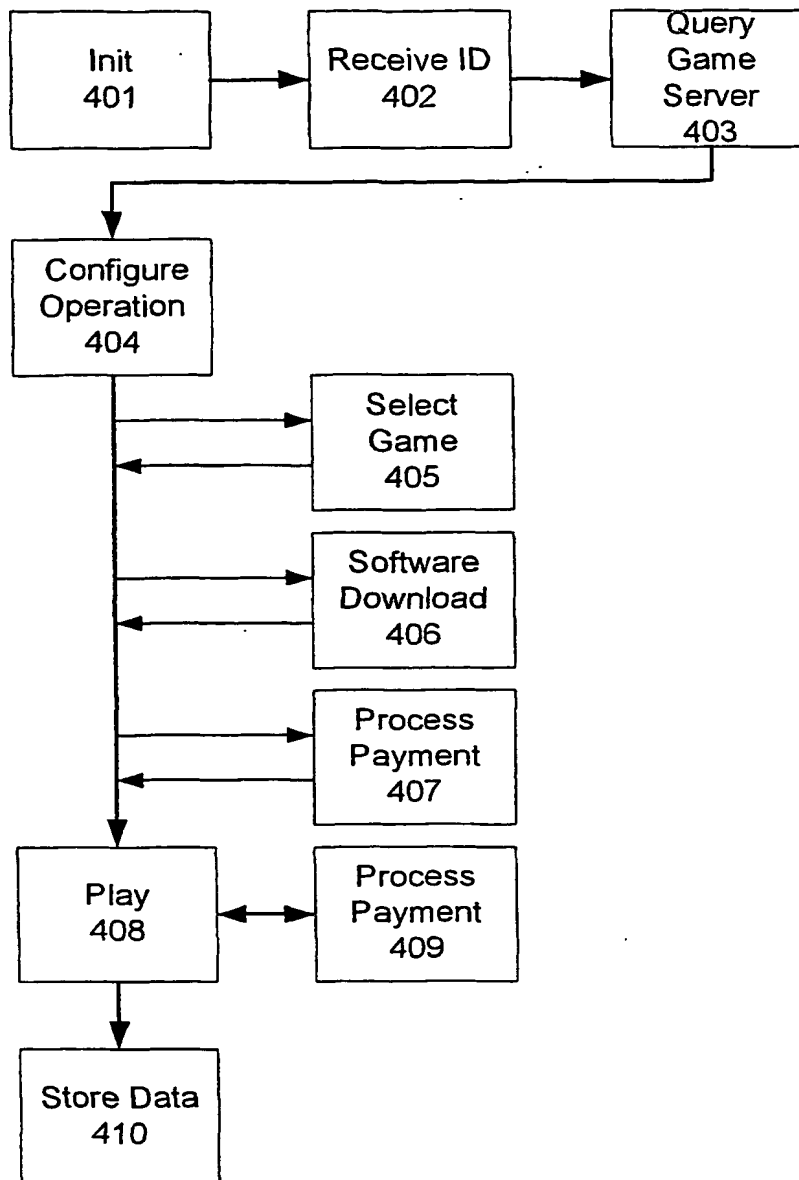 Init
401
Receive ID
402
Query
Game
Server
403
Configure
Operation
404
Select
Game
405
Software
Download
406
Process
Payment
407
Play
408
Process
Payment
409
Store Data
410